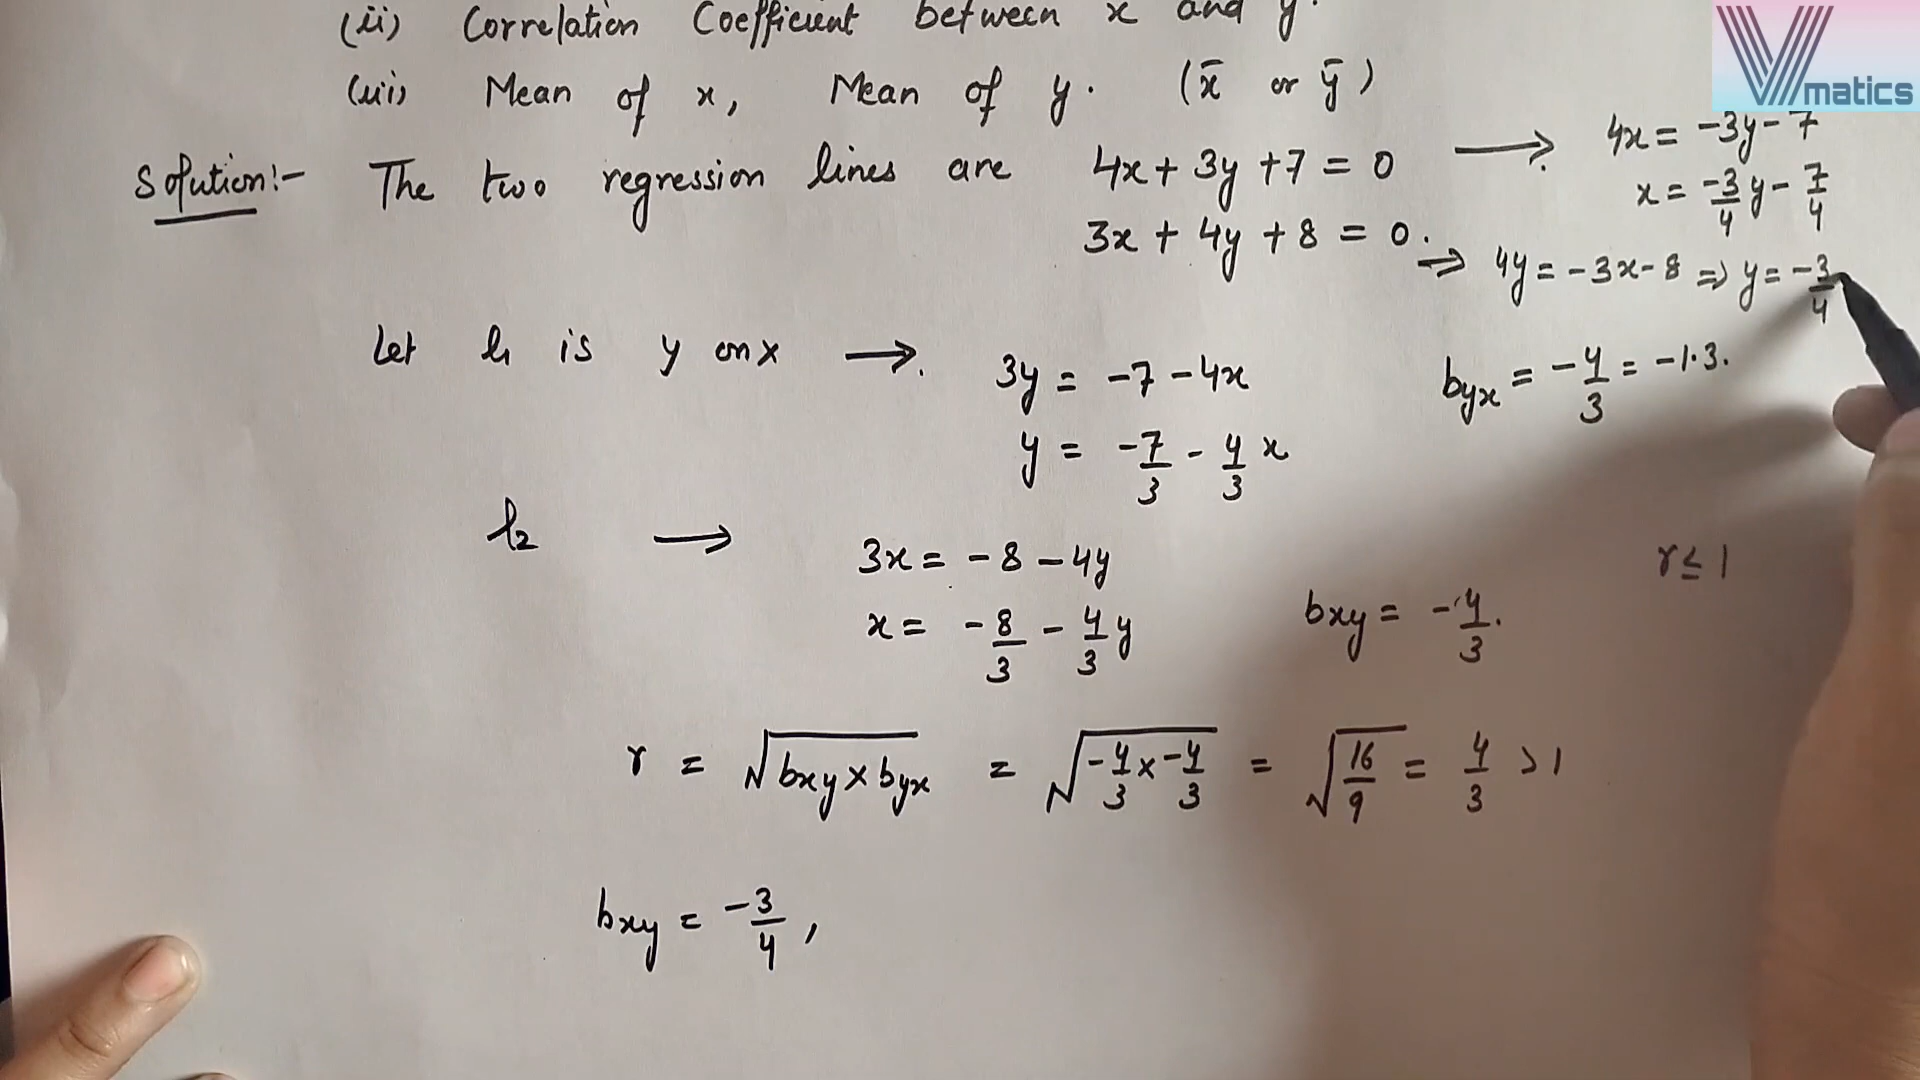 (ii) Correlation Coefficient between x and y.
(iii) Mean of x, Mean of y. (x̄ or ȳ)
Vmatics
Solution:- The two regression lines are 4x + 3y + 7 = 0 → 4x = -3y - 7
x = -3/4 y - 7/4
3x + 4y + 8 = 0. ⇒ 4y = -3x - 8 ⇒ y = -3/4
Let l1 is y on x → 3y = -7 - 4x
byx = -4/3 = -1.3.
y = -7/3 - 4/3 x
l2 → 3x = -8 - 4y
r ≤ 1
x = -8/3 - 4/3 y
bxy = -4/3.
r = √(bxy × byx) = √(-4/3 × -4/3) = √(16/9) = 4/3 > 1
bxy = -3/4,